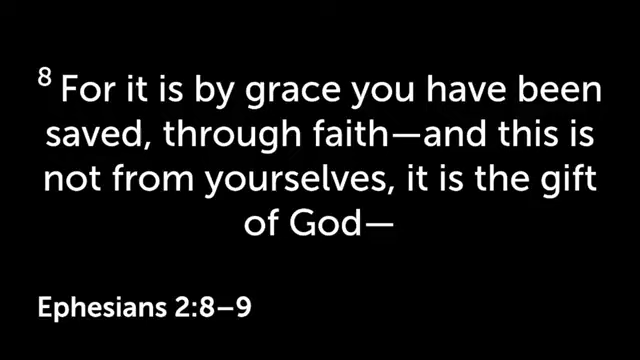 ⁸ For it is by grace you have been
saved, through faith—and this is
not from yourselves, it is the gift
of God—
Ephesians 2:8–9